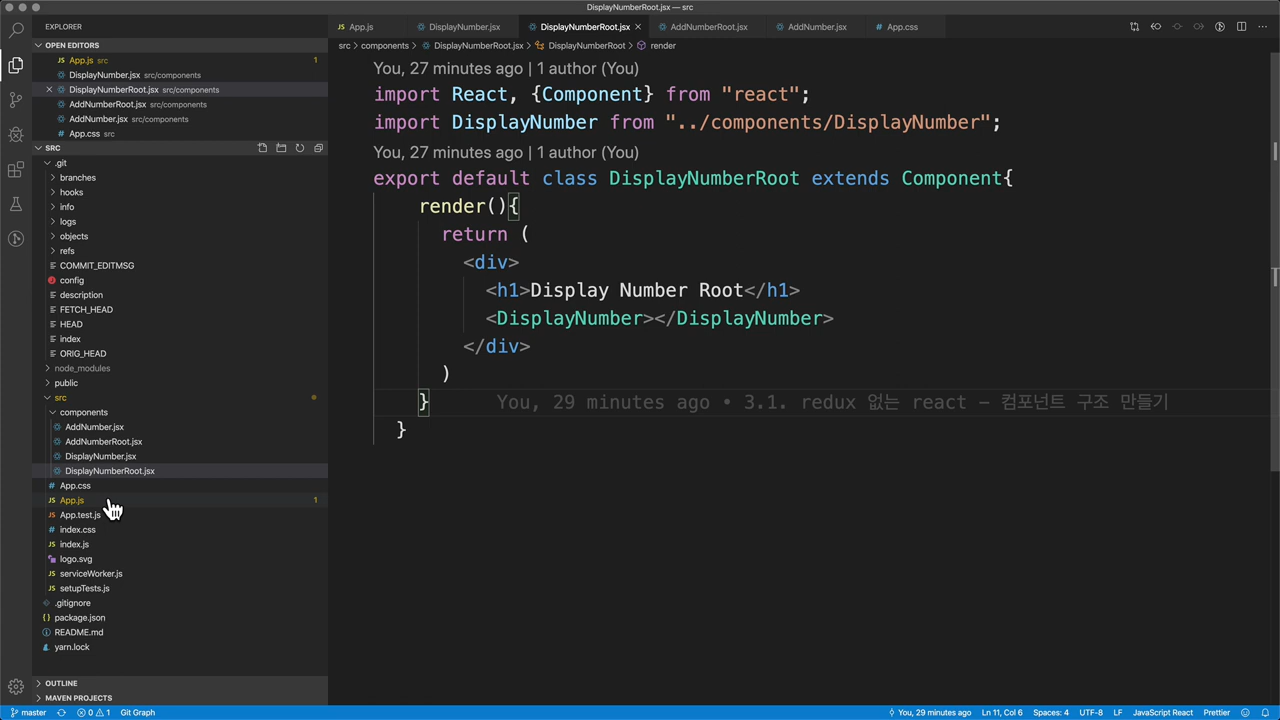 DisplayNumberRoot.jsx — src
EXPLORER
OPEN EDITORS
App.js src 1
DisplayNumber.jsx src/components
DisplayNumberRoot.jsx src/components
AddNumberRoot.jsx src/components
AddNumber.jsx src/components
App.css src
SRC
.git
branches
hooks
info
logs
objects
refs
COMMIT_EDITMSG
config
description
FETCH_HEAD
HEAD
index
ORIG_HEAD
node_modules
public
src
components
AddNumber.jsx
AddNumberRoot.jsx
DisplayNumber.jsx
DisplayNumberRoot.jsx
App.css
App.js 1
App.test.js
index.css
index.js
logo.svg
serviceWorker.js
setupTests.js
.gitignore
package.json
README.md
yarn.lock
OUTLINE
MAVEN PROJECTS
App.js DisplayNumber.jsx DisplayNumberRoot.jsx AddNumberRoot.jsx AddNumber.jsx App.css
src > components > DisplayNumberRoot.jsx > DisplayNumberRoot > render
You, 27 minutes ago | 1 author (You)
import React, {Component} from "react";
import DisplayNumber from "../components/DisplayNumber";
You, 27 minutes ago | 1 author (You)
export default class DisplayNumberRoot extends Component{
render(){
return (
<div>
<h1>Display Number Root</h1>
<DisplayNumber></DisplayNumber>
</div>
)
} You, 29 minutes ago • 3.1. redux 없는 react - 컴포넌트 구조 만들기
}
master 0 1 Git Graph You, 29 minutes ago Ln 11, Col 6 Spaces: 4 UTF-8 LF JavaScript React Prettier